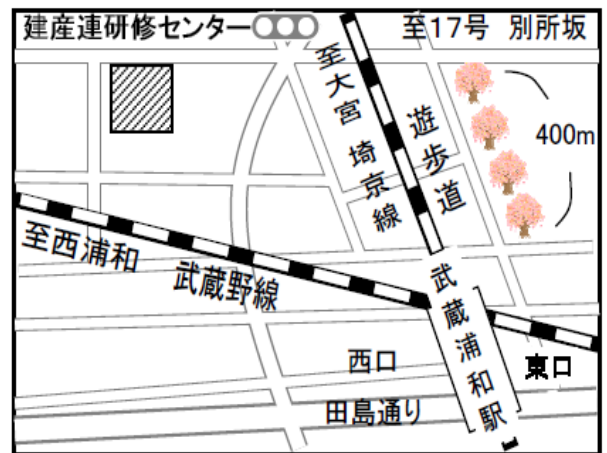 建産連研修センター
至17号 別所坂
至大宮 埼京線
遊歩道
400m
至西浦和 武蔵野線
武蔵浦和駅
西口
東口
田島通り